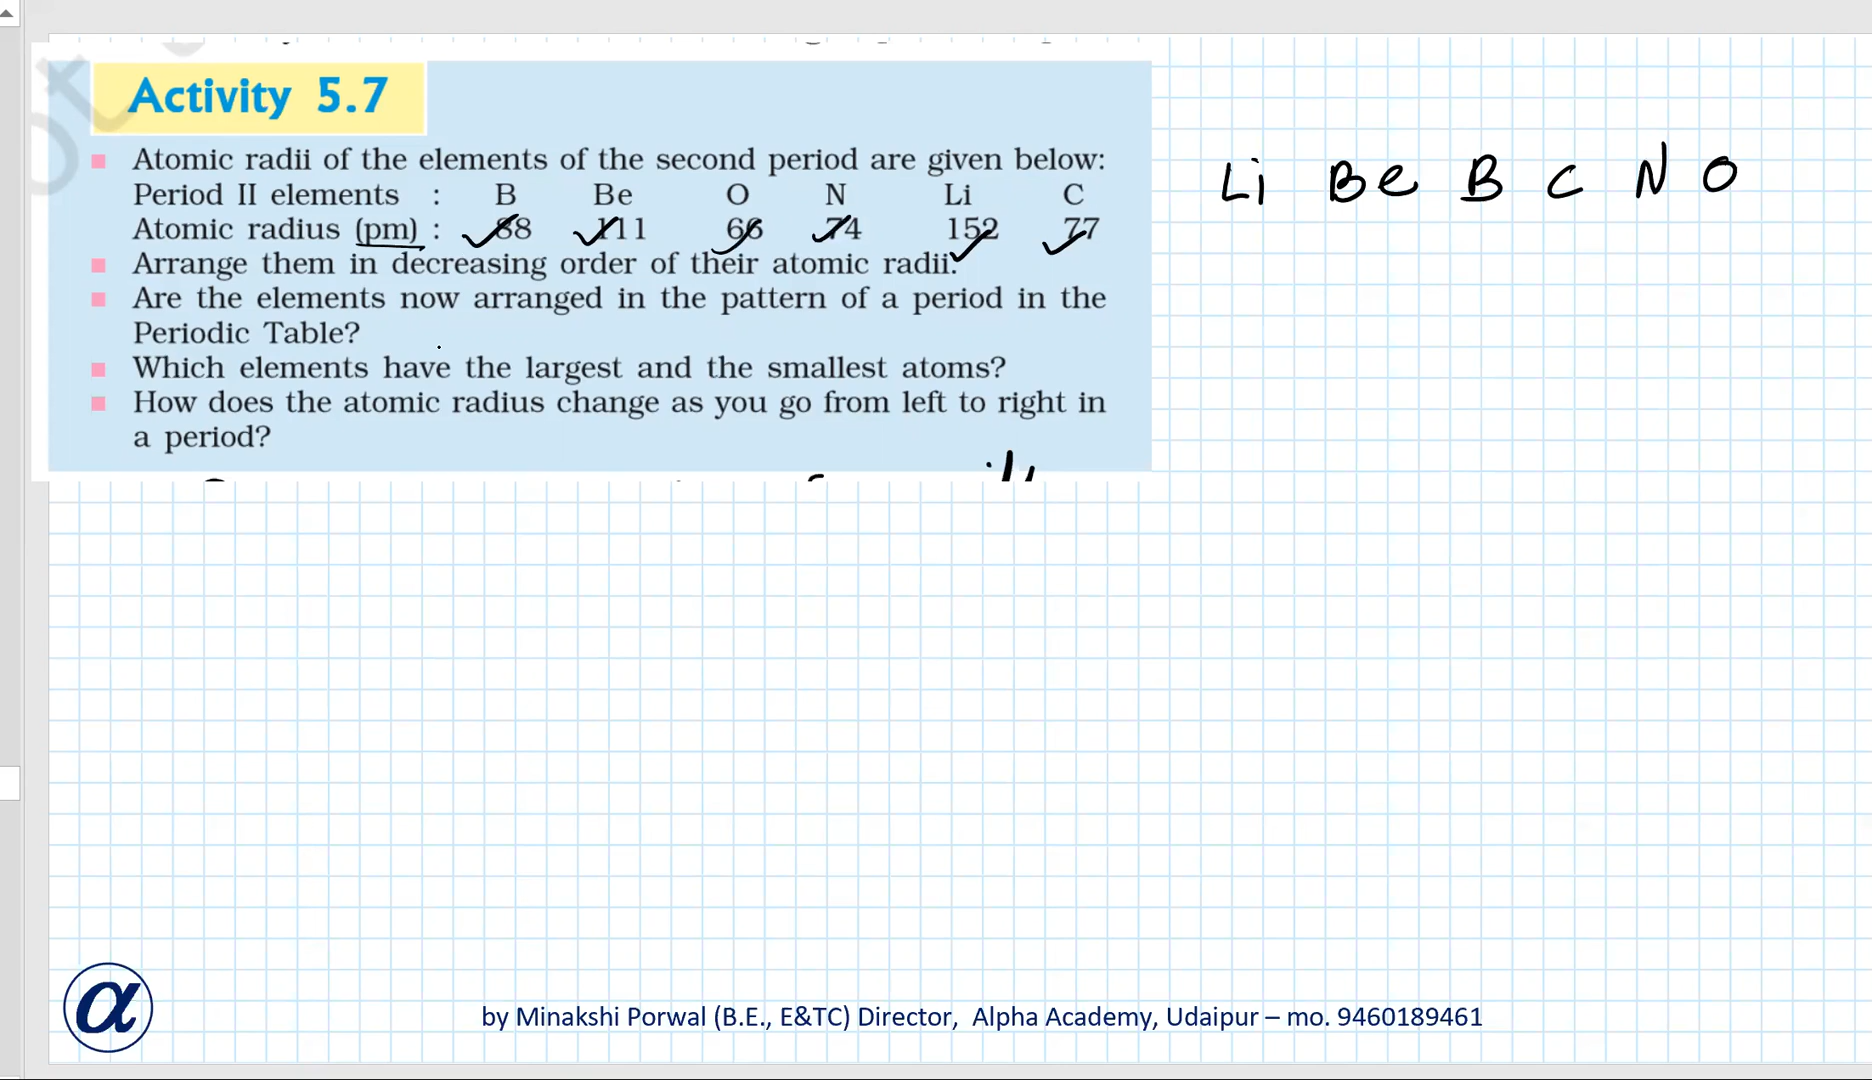 Activity 5.7
Atomic radii of the elements of the second period are given below:
Period II elements : B Be O N Li C
Atomic radius (pm) : 88 111 66 74 152 77
Arrange them in decreasing order of their atomic radii.
Are the elements now arranged in the pattern of a period in the
Periodic Table?
Which elements have the largest and the smallest atoms?
How does the atomic radius change as you go from left to right in
a period?
Li Be B C N O
α
by Minakshi Porwal (B.E., E&TC) Director, Alpha Academy, Udaipur – mo. 9460189461